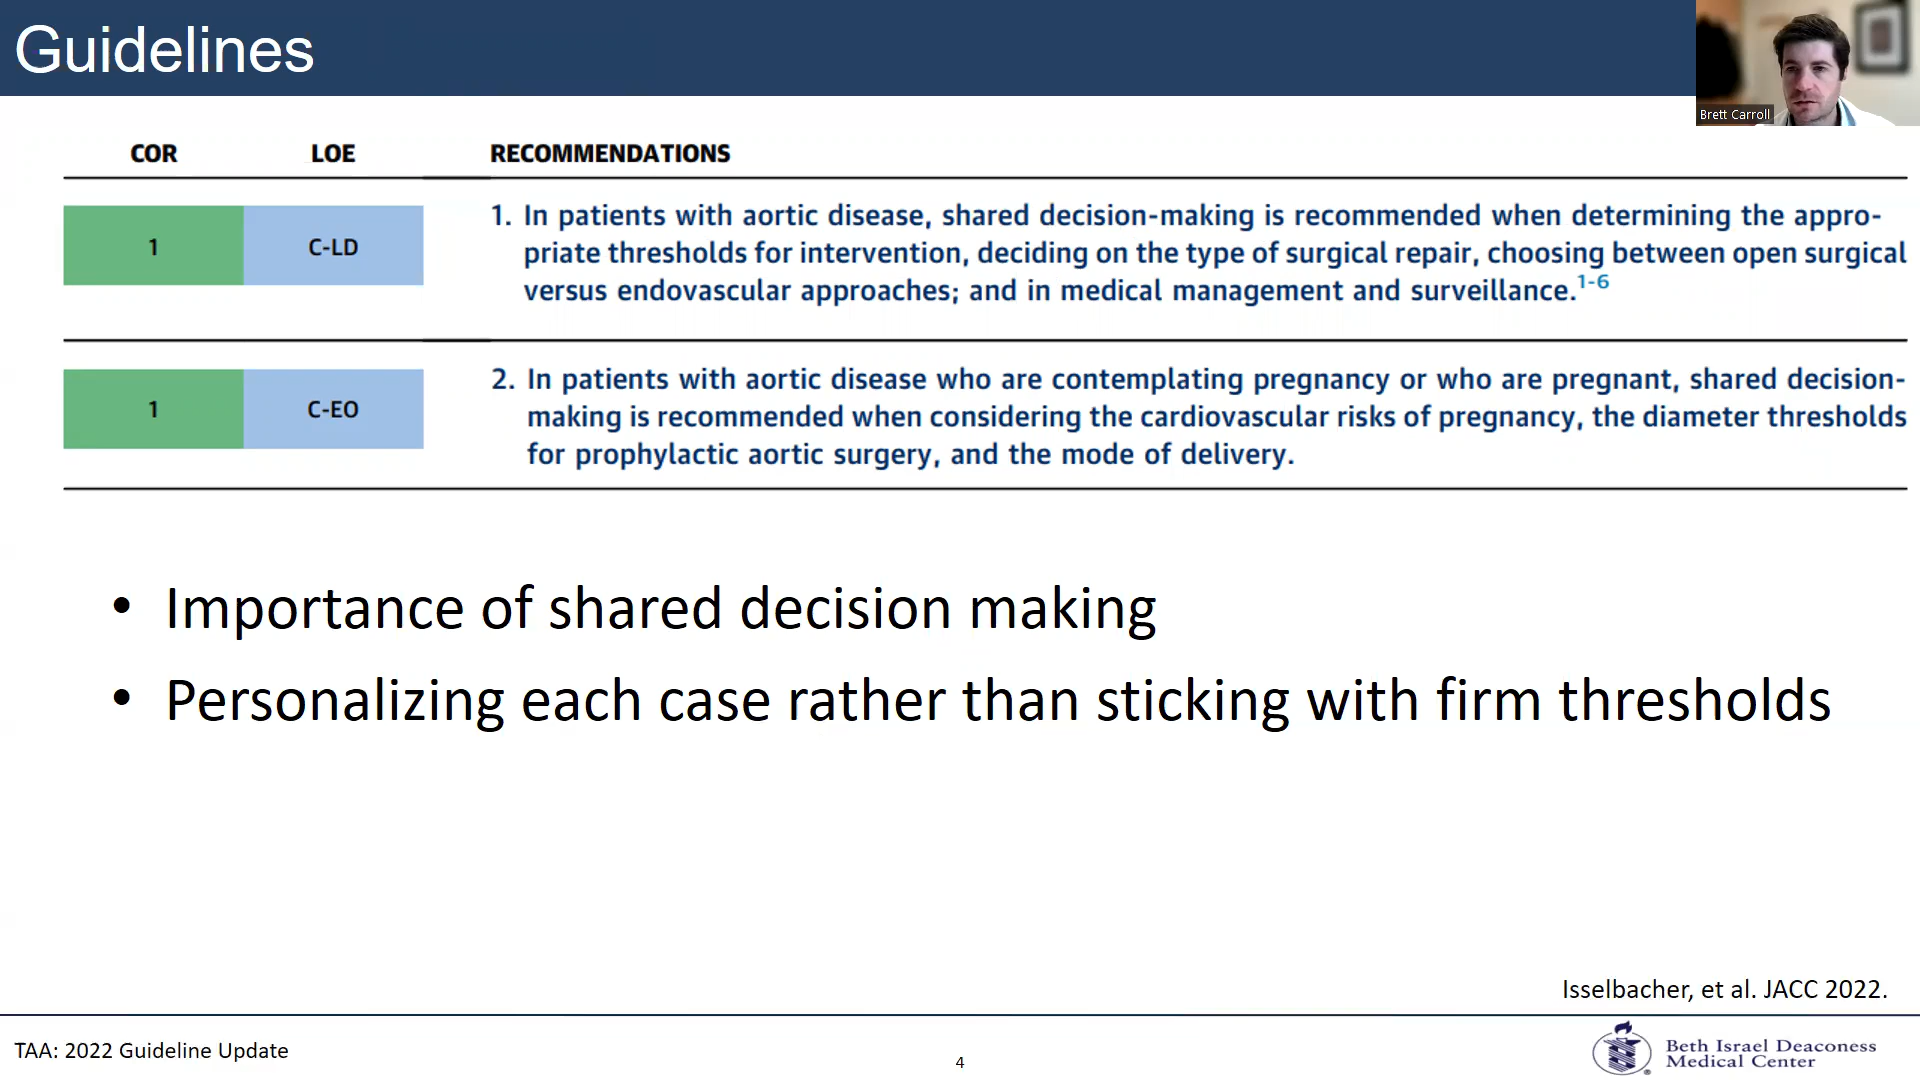 Guidelines
Brett Carroll
COR LOE RECOMMENDATIONS
1 C-LD
1. In patients with aortic disease, shared decision-making is recommended when determining the appro-
priate thresholds for intervention, deciding on the type of surgical repair, choosing between open surgical
versus endovascular approaches; and in medical management and surveillance.1-6
1 C-EO
2. In patients with aortic disease who are contemplating pregnancy or who are pregnant, shared decision-
making is recommended when considering the cardiovascular risks of pregnancy, the diameter thresholds
for prophylactic aortic surgery, and the mode of delivery.
• Importance of shared decision making
• Personalizing each case rather than sticking with firm thresholds
Isselbacher, et al. JACC 2022.
TAA: 2022 Guideline Update
4
Beth Israel Deaconess
Medical Center